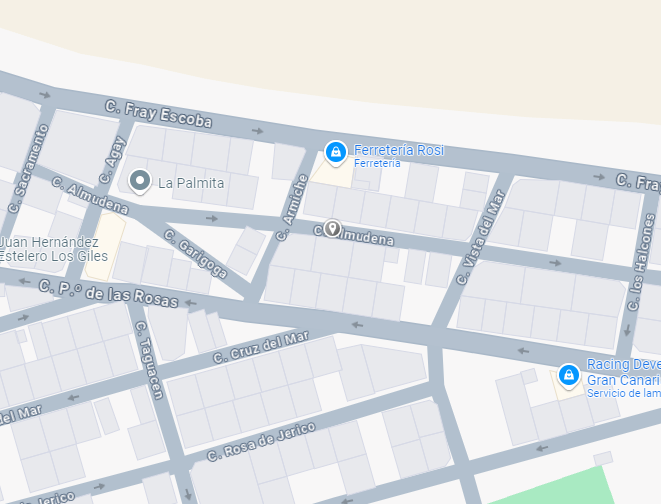 C. Fray Escoba
C. Sacramento
C. Agay
Ferretería Rosi
Ferretería
C. Fra
La Palmita
C. Almudena
C. Armiche
C. Almudena
C. Vista del Mar
C. los Halcones
C. Garigoga
Juan Hernández
Estelero Los Giles
C. P.º de las Rosas
C. Taguacen
C. Cruz del Mar
Racing Deve
Gran Canari
Servicio de lam
del Mar
C. Rosa de Jerico
Jerico